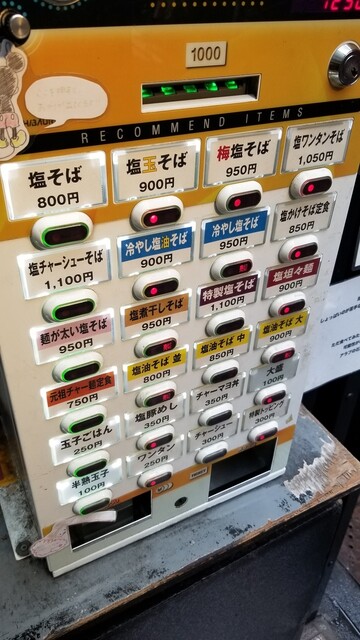 1000
RECOMMEND ITEMS
塩そば
800円
塩玉そば
900円
梅塩そば
950円
塩ワンタンそば
1,050円
塩チャーシューそば
1,100円
冷やし塩油そば
900円
冷やし塩そば
950円
塩かけそば定食
850円
麺が太い塩そば
950円
塩煮干しそば
950円
特製塩そば
1,100円
塩坦々麺
900円
元祖チャー麺定食
750円
塩油そば 並
800円
塩油そば 中
850円
塩油そば 大
900円
玉子ごはん
250円
塩豚めし
350円
チャーマヨ丼
350円
大盛
100円
半熟玉子
100円
ワンタン
250円
チャーシュー
300円
特製トッピング
300円